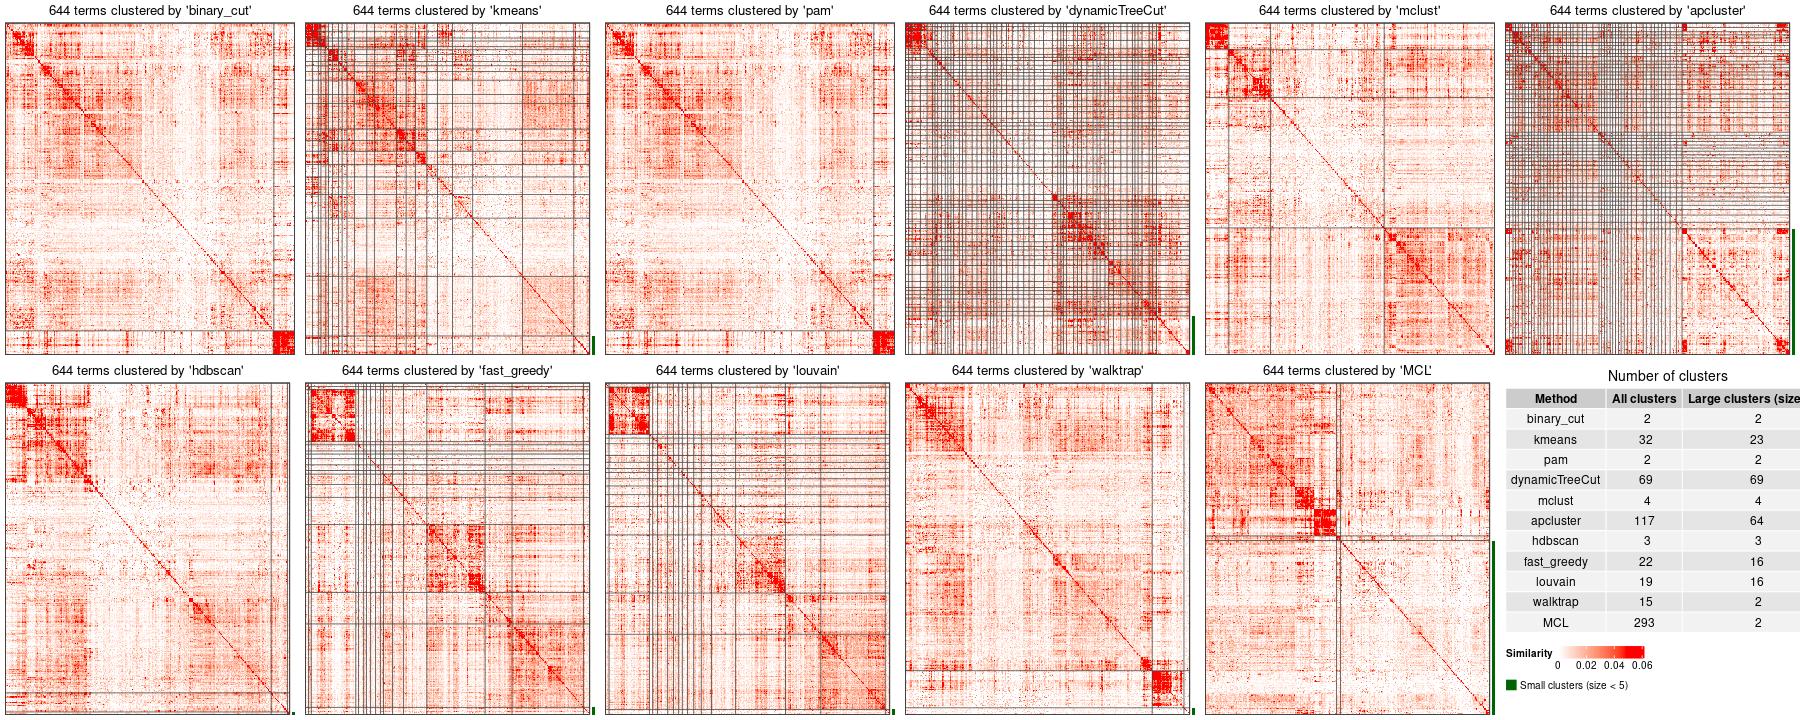 644 terms clustered by 'binary_cut'
644 terms clustered by 'kmeans'
644 terms clustered by 'pam'
644 terms clustered by 'dynamicTreeCut'
644 terms clustered by 'mclust'
644 terms clustered by 'apcluster'
644 terms clustered by 'hdbscan'
644 terms clustered by 'fast_greedy'
644 terms clustered by 'louvain'
644 terms clustered by 'walktrap'
644 terms clustered by 'MCL'
Number of clusters
Method All clusters Large clusters (size
binary_cut 2 2
kmeans 32 23
pam 2 2
dynamicTreeCut 69 69
mclust 4 4
apcluster 117 64
hdbscan 3 3
fast_greedy 22 16
louvain 19 16
walktrap 15 2
MCL 293 2
Similarity
0 0.02 0.04 0.06
Small clusters (size < 5)